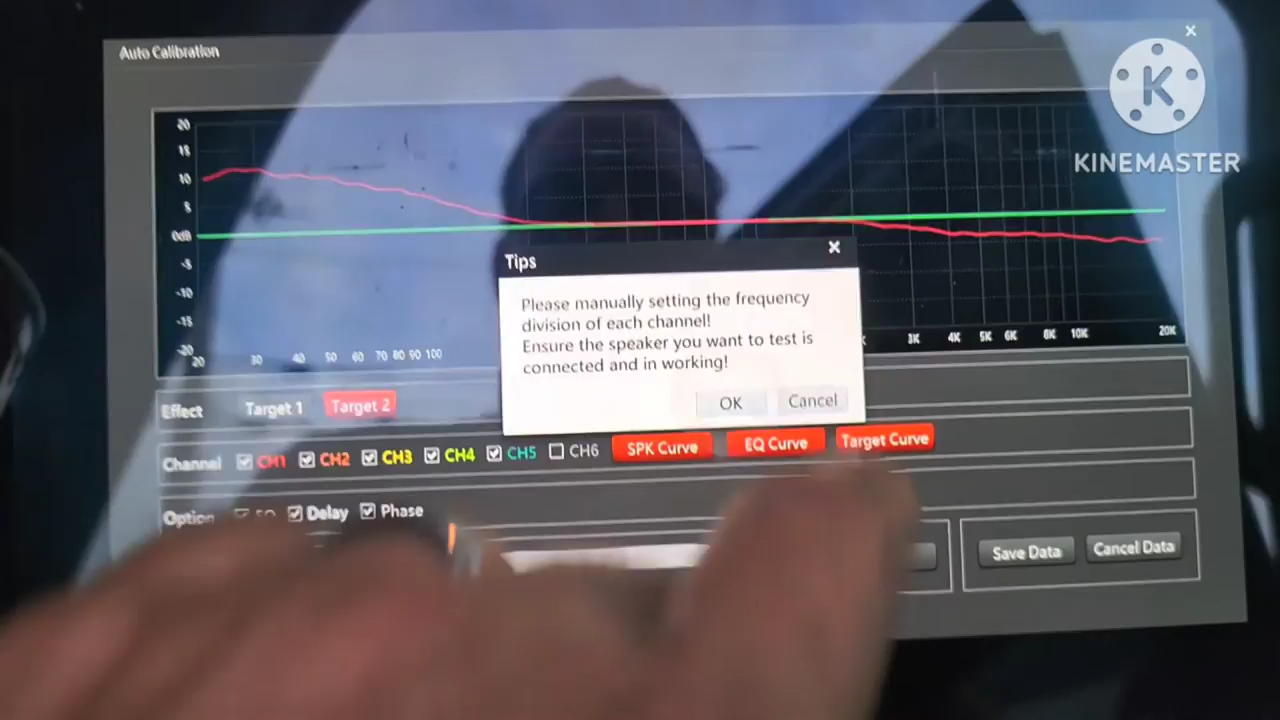 Auto Calibration
×
K
KINEMASTER
20
15
10
5
0dB
-5
-10
-15
-20
20 30 40 50 60 70 80 90 100 3K 4K 5K 6K 8K 10K 20K
Tips ×
Please manually setting the frequency
division of each channel!
Ensure the speaker you want to test is
connected and in working!
OK Cancel
Effect Target 1 Target 2
Channel CH1 CH2 CH3 CH4 CH5 CH6 SPK Curve EQ Curve Target Curve
Option EQ Delay Phase
Save Data Cancel Data